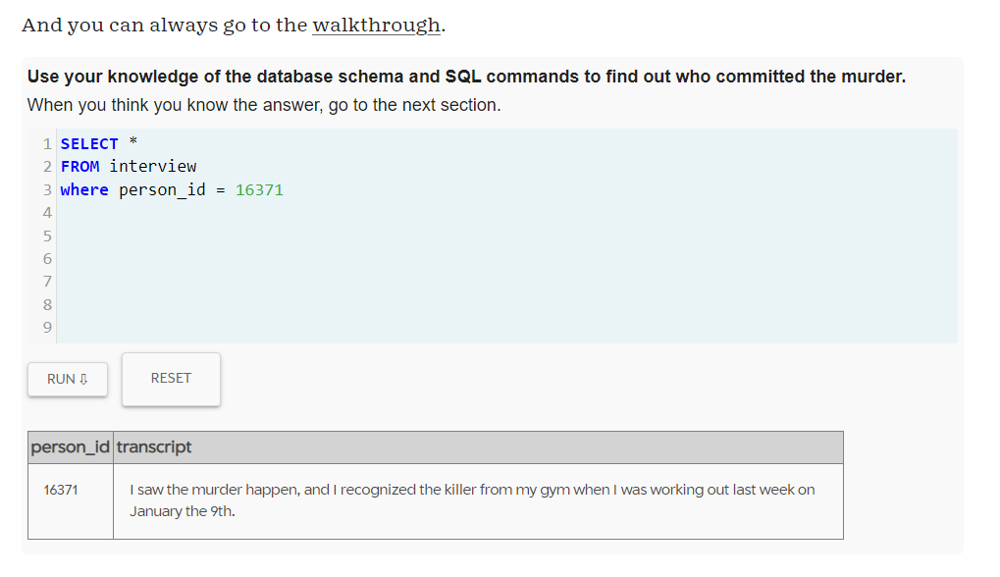 And you can always go to the walkthrough.
Use your knowledge of the database schema and SQL commands to find out who committed the murder.
When you think you know the answer, go to the next section.
1 SELECT *
2 FROM interview
3 where person_id = 16371
4
5
6
7
8
9
RUN ⇩ RESET
person_id transcript
16371 I saw the murder happen, and I recognized the killer from my gym when I was working out last week on
January the 9th.